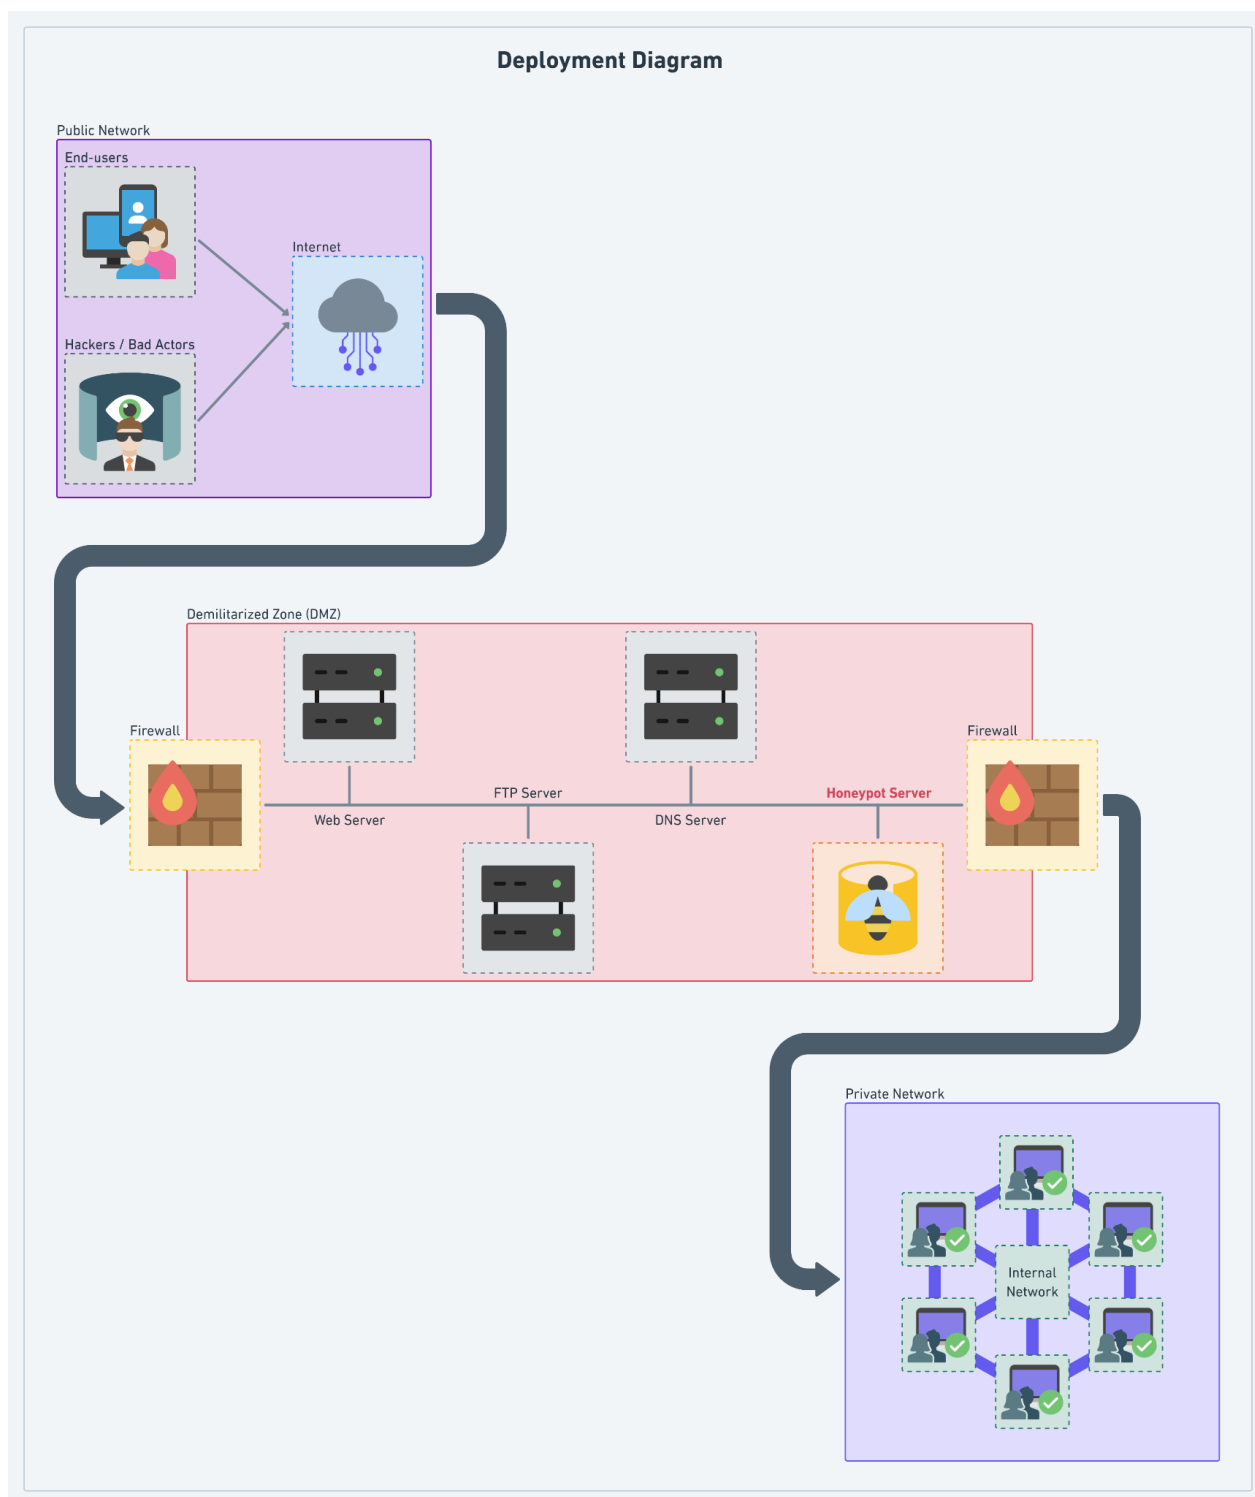 Deployment Diagram
Public Network
End-users
Internet
Hackers / Bad Actors
Demilitarized Zone (DMZ)
Firewall
Firewall
FTP Server
Honeypot Server
Web Server
DNS Server
Private Network
Internal
Network